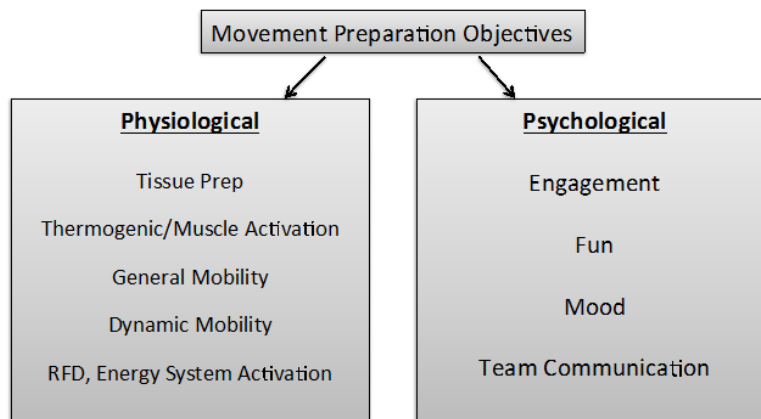 Movement Preparation Objectives
Physiological
Tissue Prep
Thermogenic/Muscle Activation
General Mobility
Dynamic Mobility
RFD, Energy System Activation
Psychological
Engagement
Fun
Mood
Team Communication